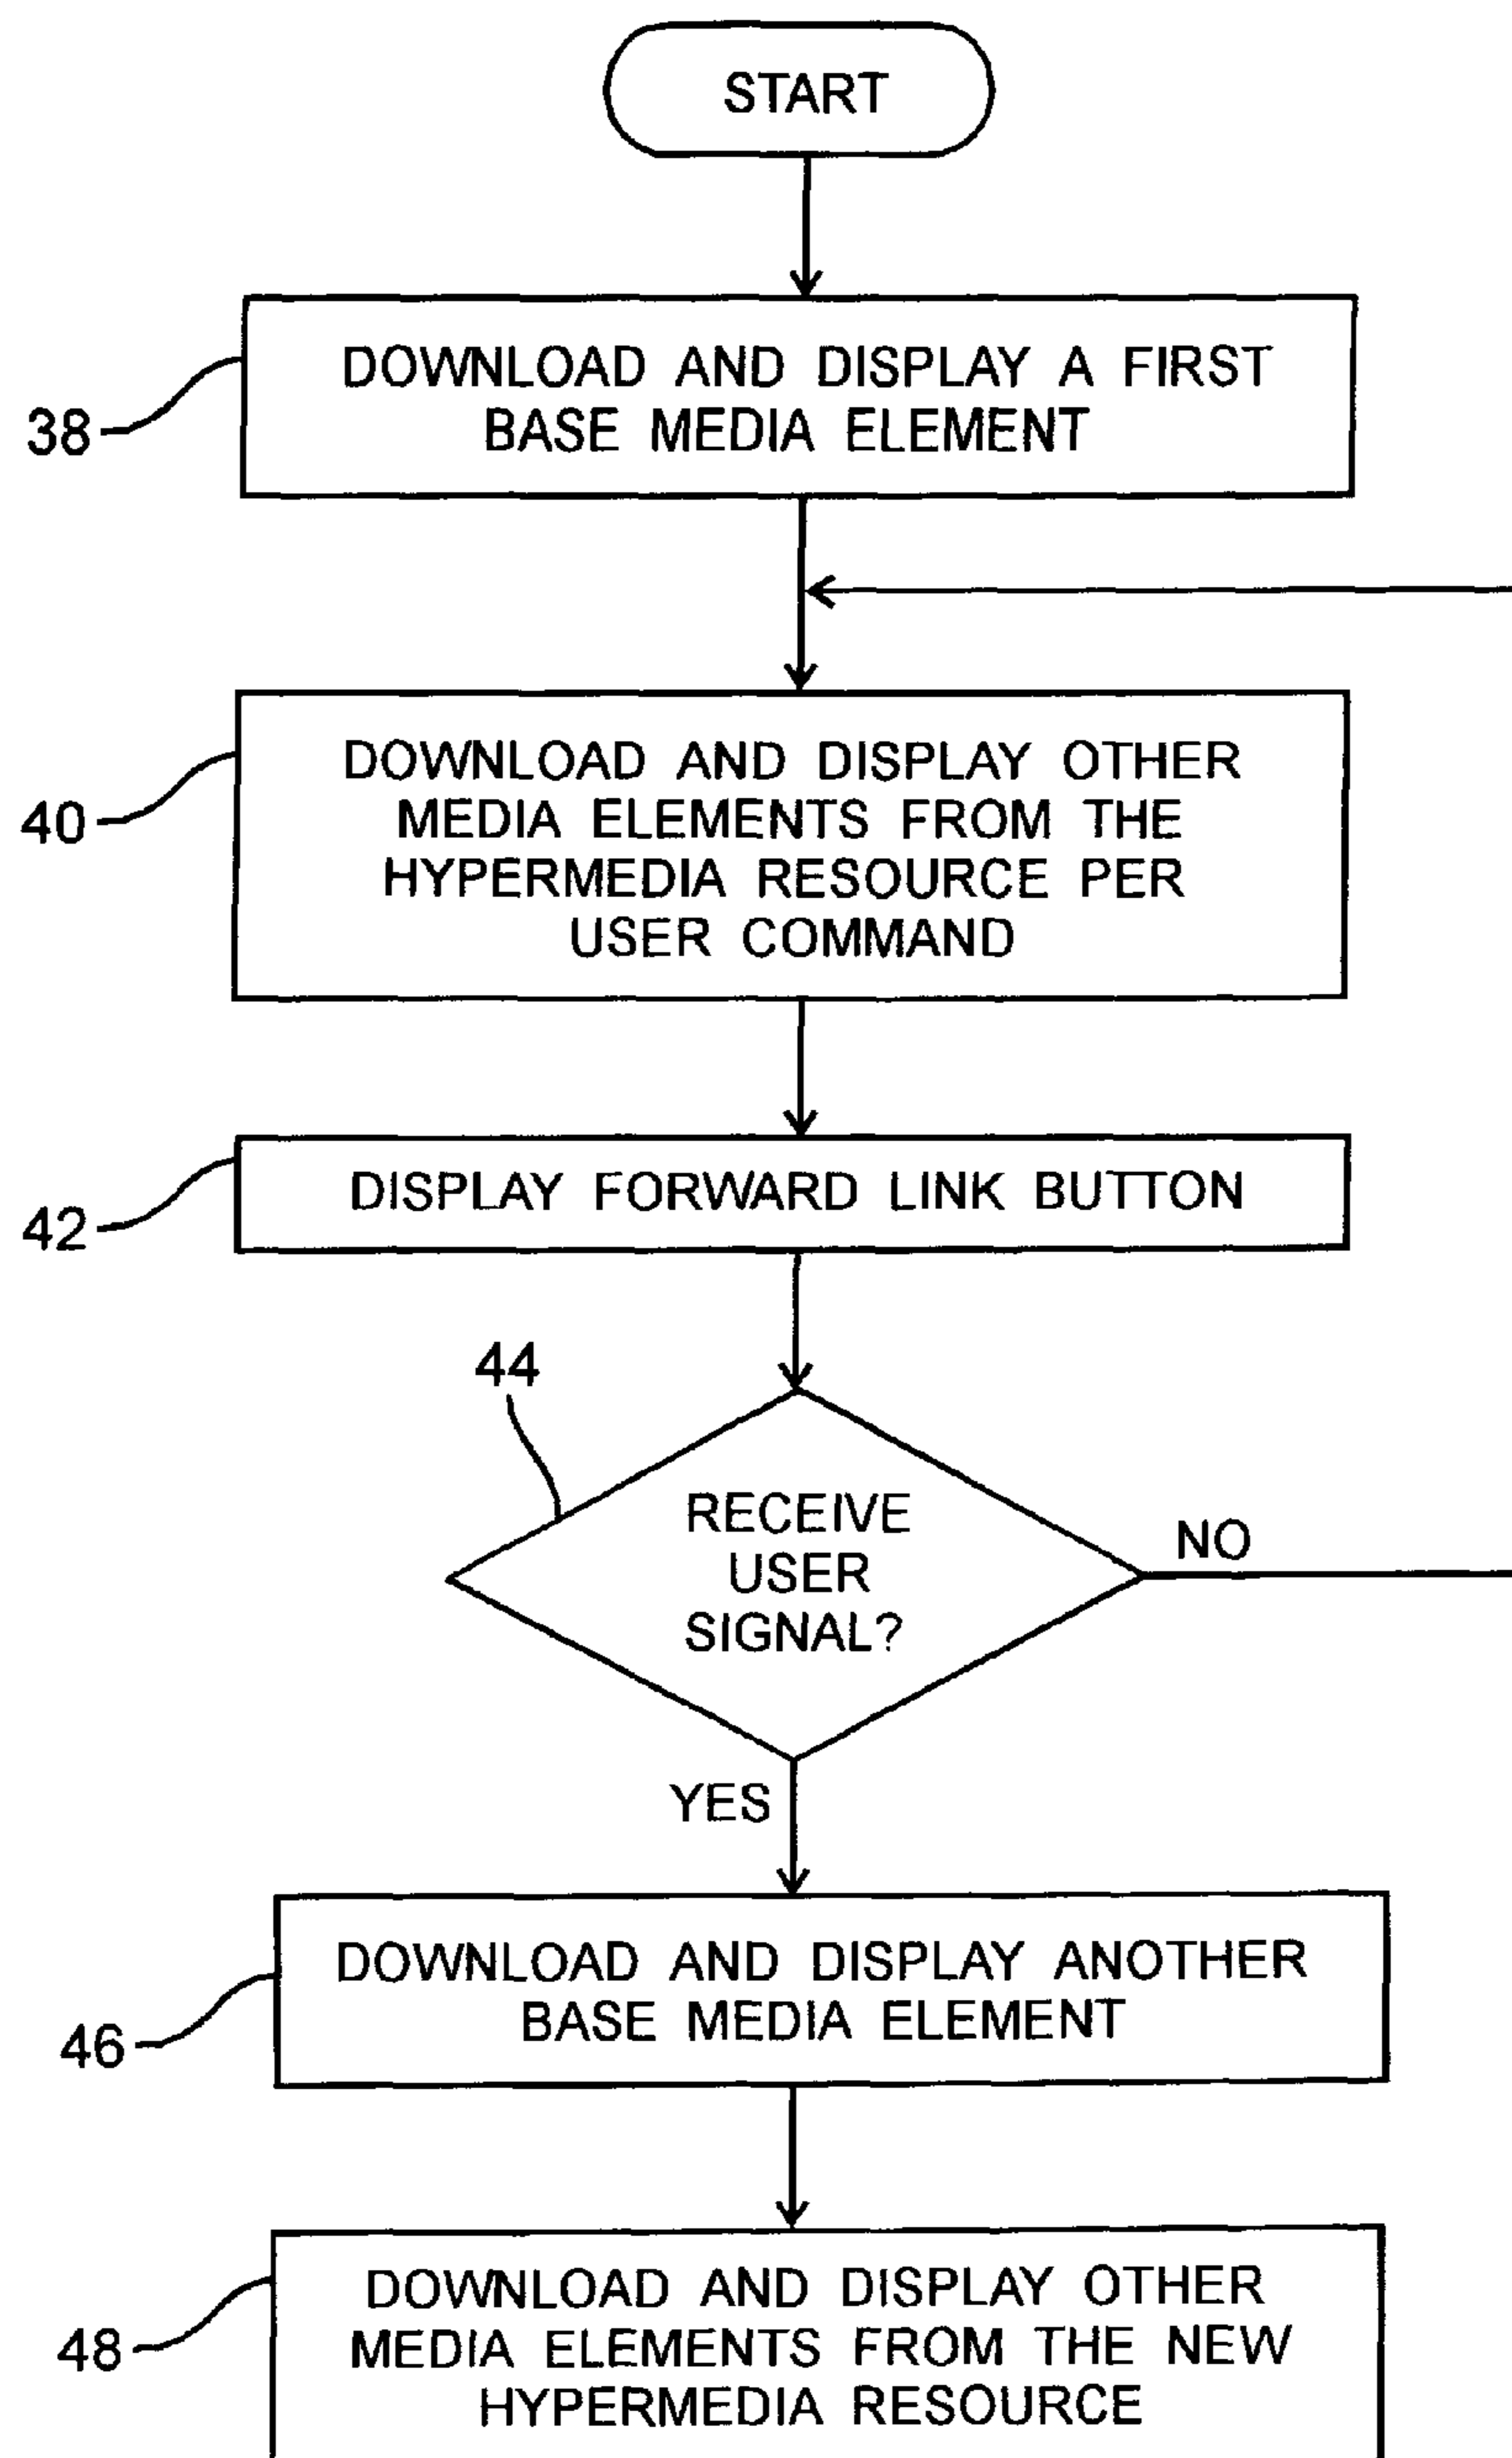 START
DOWNLOAD AND DISPLAY A FIRST
BASE MEDIA ELEMENT
38
DOWNLOAD AND DISPLAY OTHER
MEDIA ELEMENTS FROM THE
HYPERMEDIA RESOURCE PER
USER COMMAND
40
DISPLAY FORWARD LINK BUTTON
42
44
RECEIVE
USER
SIGNAL?
NO
YES
DOWNLOAD AND DISPLAY ANOTHER
BASE MEDIA ELEMENT
46
DOWNLOAD AND DISPLAY OTHER
MEDIA ELEMENTS FROM THE NEW
HYPERMEDIA RESOURCE
48